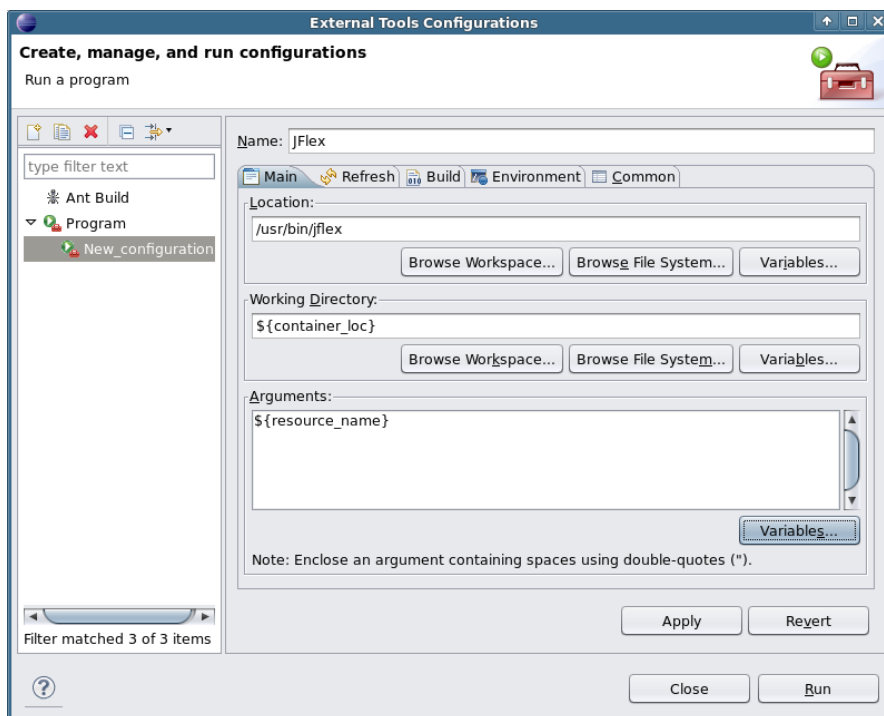 External Tools Configurations
Create, manage, and run configurations
Run a program
Name: JFlex
type filter text
Main Refresh Build Environment Common
Ant Build
Program
New_configuration
Location:
/usr/bin/jflex
Browse Workspace... Browse File System... Variables...
Working Directory:
${container_loc}
Browse Workspace... Browse File System... Variables...
Arguments:
${resource_name}
Variables...
Note: Enclose an argument containing spaces using double-quotes (").
Filter matched 3 of 3 items
Apply Revert
Close Run